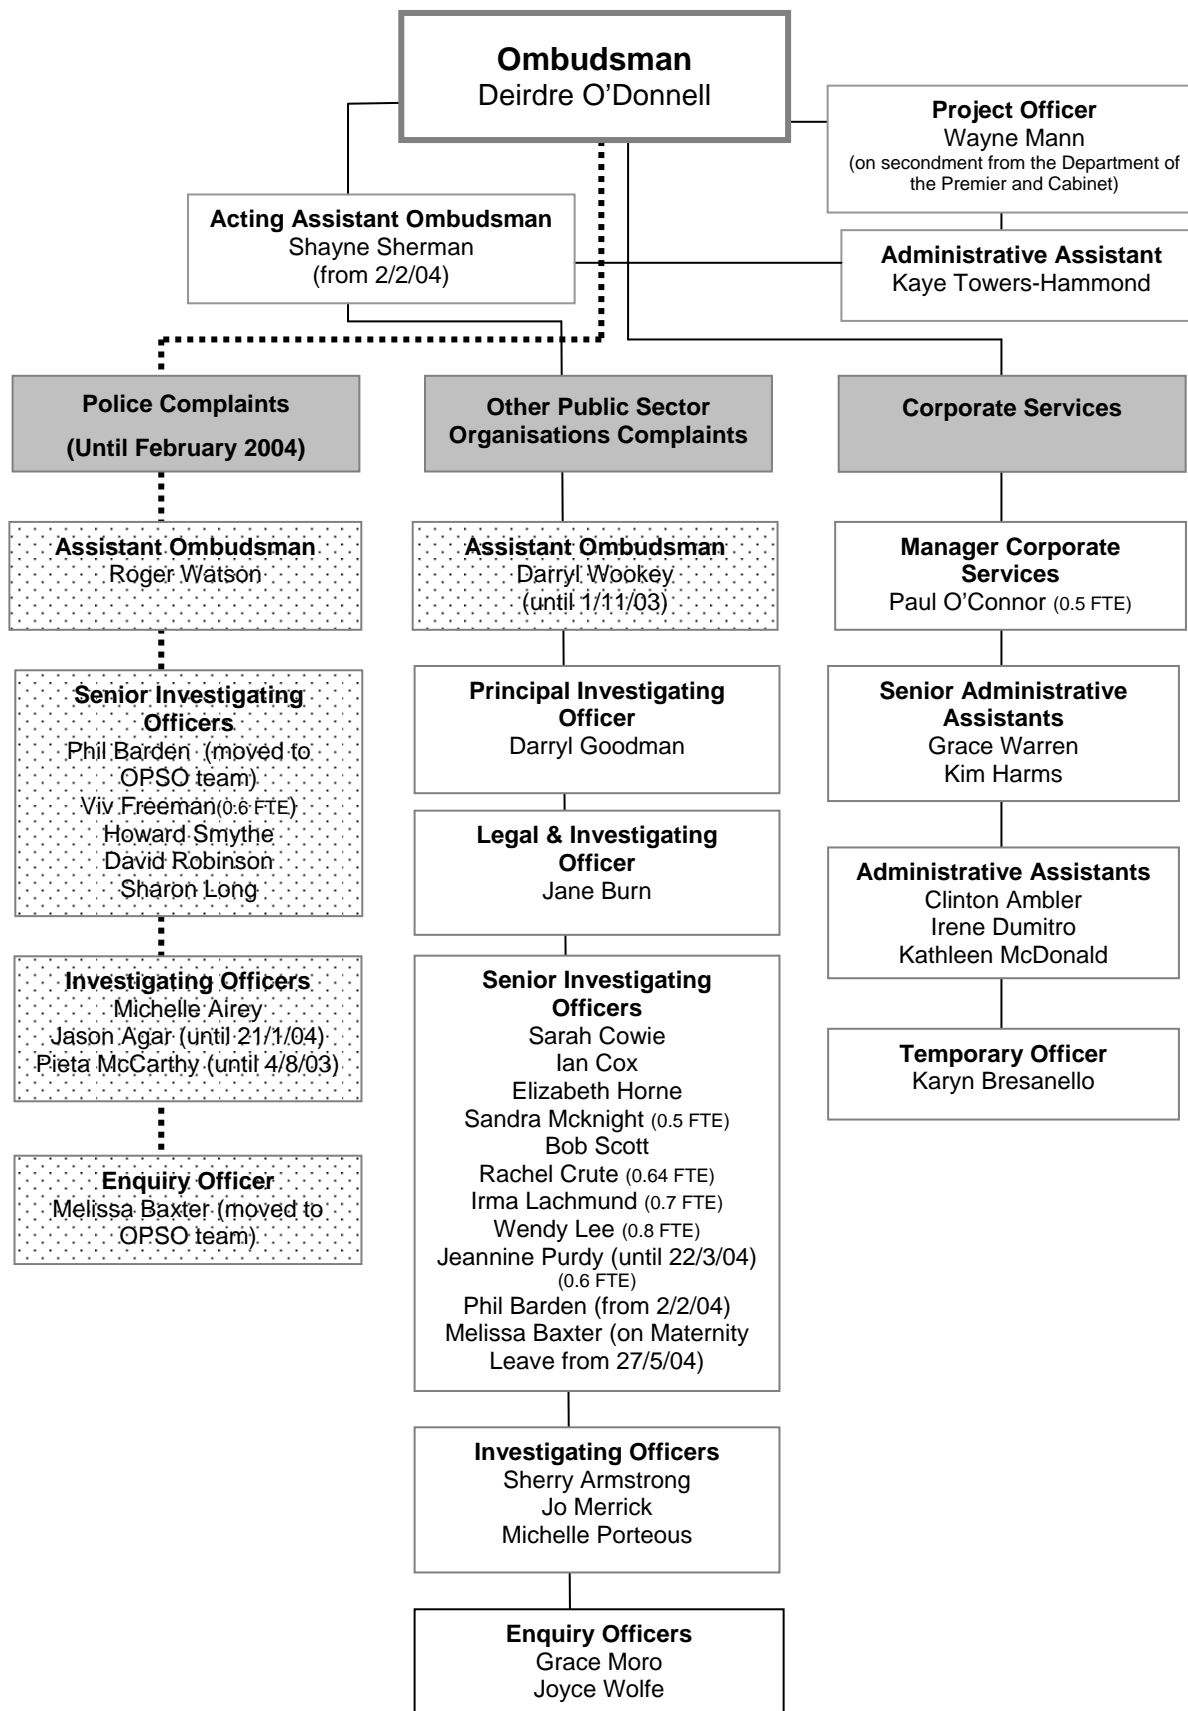 Ombudsman
Deirdre O’Donnell
Project Officer
Wayne Mann
(on secondment from the Department of
the Premier and Cabinet)
Acting Assistant Ombudsman
Shayne Sherman
(from 2/2/04)
Administrative Assistant
Kaye Towers-Hammond
Police Complaints
(Until February 2004)
Other Public Sector
Organisations Complaints
Corporate Services
Assistant Ombudsman
Roger Watson
Assistant Ombudsman
Darryl Wookey
(until 1/11/03)
Manager Corporate
Services
Paul O’Connor (0.5 FTE)
Senior Investigating
Officers
Phil Barden (moved to
OPSO team)
Viv Freeman(0.6 FTE)
Howard Smythe
David Robinson
Sharon Long
Principal Investigating
Officer
Darryl Goodman
Senior Administrative
Assistants
Grace Warren
Kim Harms
Legal & Investigating
Officer
Jane Burn
Administrative Assistants
Clinton Ambler
Irene Dumitro
Kathleen McDonald
Investigating Officers
Michelle Airey
Jason Agar (until 21/1/04)
Pieta McCarthy (until 4/8/03)
Senior Investigating
Officers
Sarah Cowie
Ian Cox
Elizabeth Horne
Sandra Mcknight (0.5 FTE)
Bob Scott
Rachel Crute (0.64 FTE)
Irma Lachmund (0.7 FTE)
Wendy Lee (0.8 FTE)
Jeannine Purdy (until 22/3/04)
(0.6 FTE)
Phil Barden (from 2/2/04)
Melissa Baxter (on Maternity
Leave from 27/5/04)
Temporary Officer
Karyn Bresanello
Enquiry Officer
Melissa Baxter (moved to
OPSO team)
Investigating Officers
Sherry Armstrong
Jo Merrick
Michelle Porteous
Enquiry Officers
Grace Moro
Joyce Wolfe